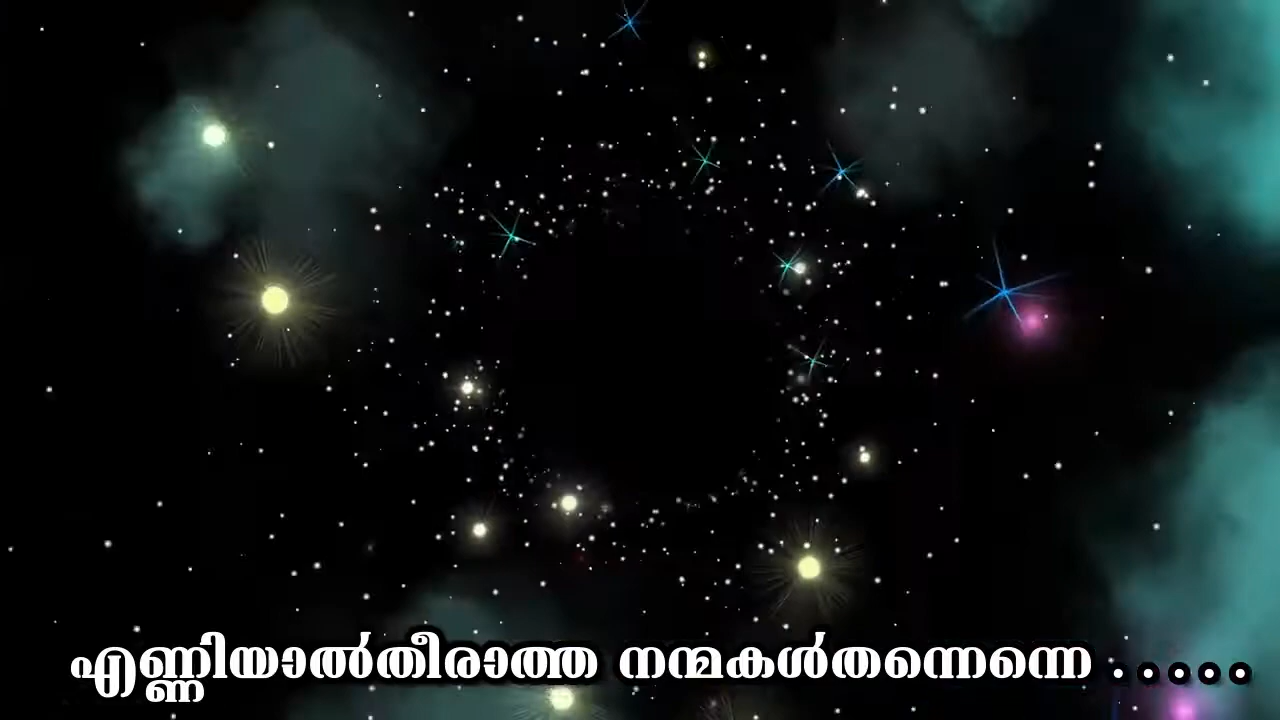 എണ്ണിയാൽതീരാത്ത നന്മകൾതന്നെന്നെ . . . . .